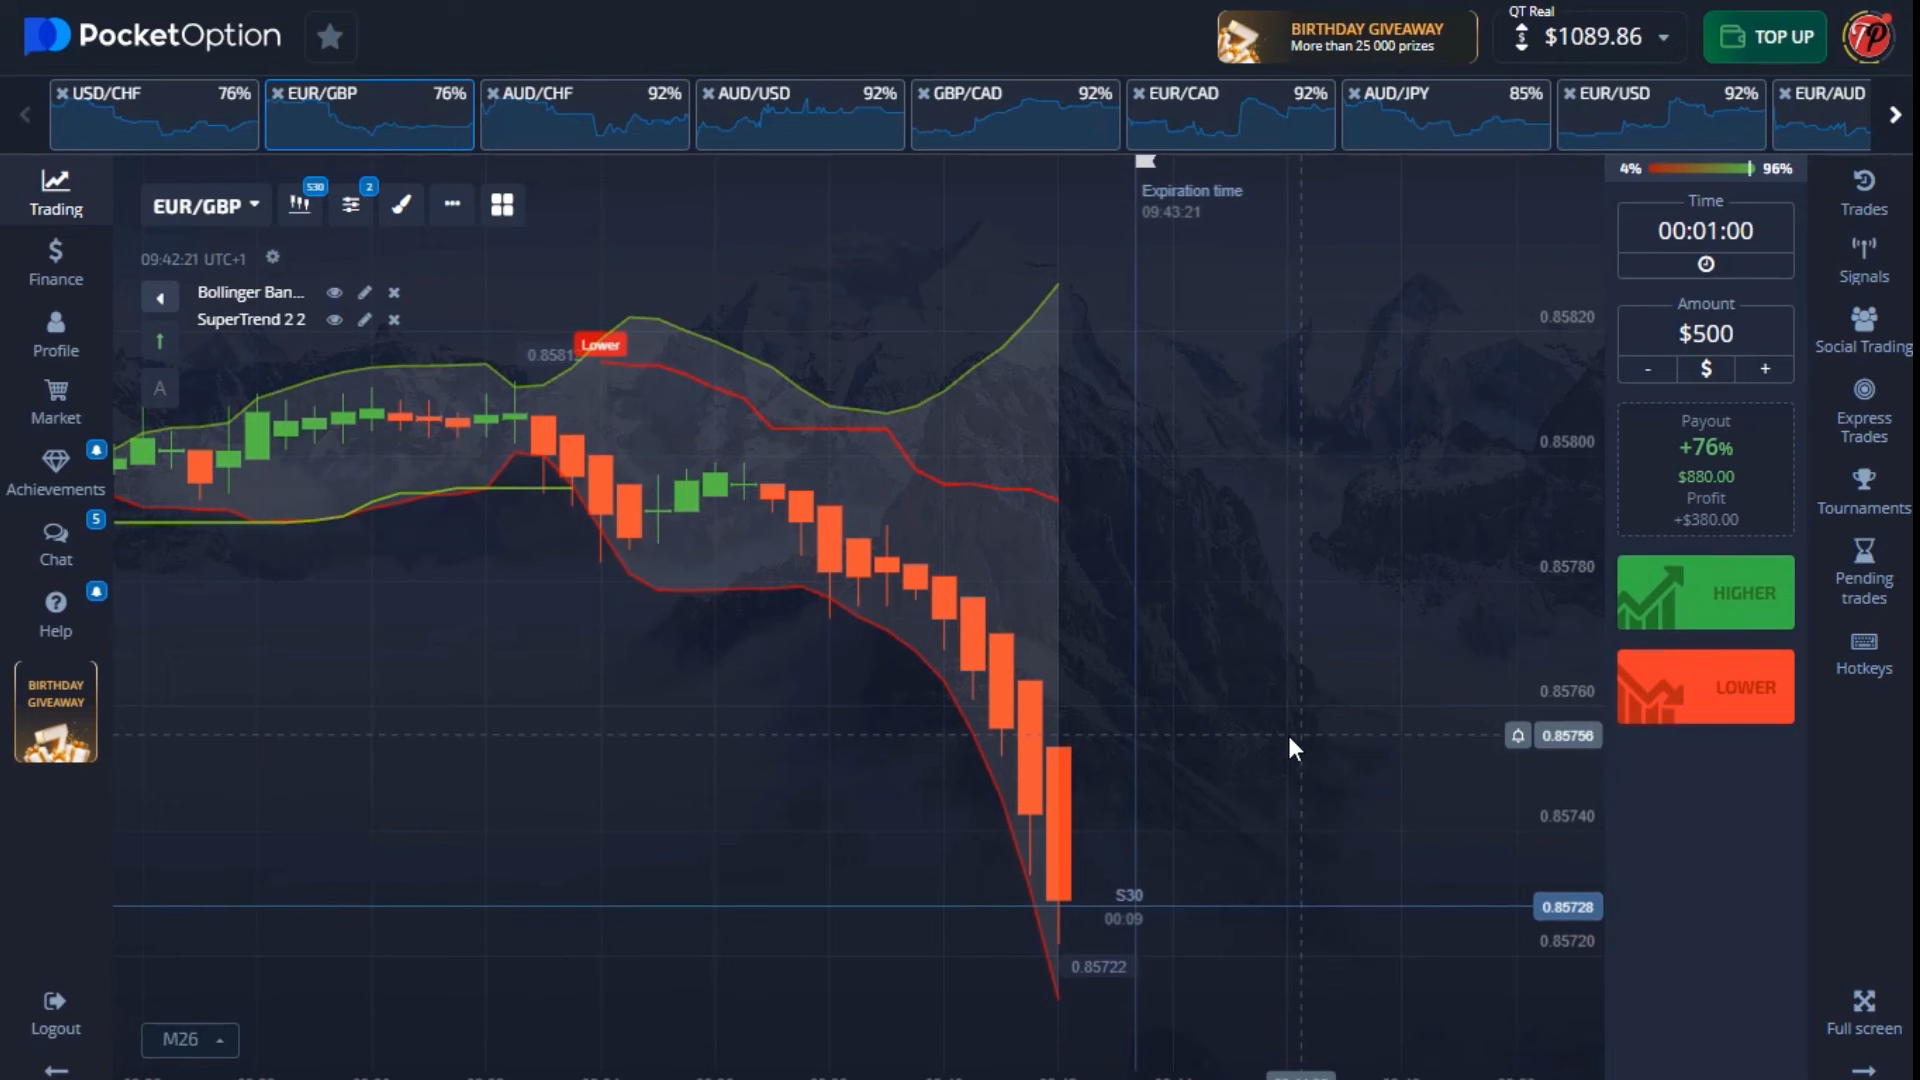 PocketOption
BIRTHDAY GIVEAWAY
More than 25 000 prizes
QT Real
$1089.86
TOP UP
USD/CHF 76%
EUR/GBP 76%
AUD/CHF 92%
AUD/USD 92%
GBP/CAD 92%
EUR/CAD 92%
AUD/JPY 85%
EUR/USD 92%
EUR/AUD
Trading
Finance
Profile
Market
Achievements
5
Chat
Help
BIRTHDAY
GIVEAWAY
Logout
EUR/GBP
S30
2
09:42:21 UTC+1
Bollinger Ban...
SuperTrend 2 2
A
Lower
0.8581
Expiration time
09:43:21
0.85820
0.85800
0.85780
0.85760
0.85756
0.85740
0.85728
0.85720
S30
00:09
0.85722
M26
4% 96%
Time
00:01:00
Amount
$500
- $ +
Payout
+76%
$880.00
Profit
+$380.00
HIGHER
LOWER
Trades
Signals
Social Trading
Express
Trades
Tournaments
Pending
trades
Hotkeys
Full screen